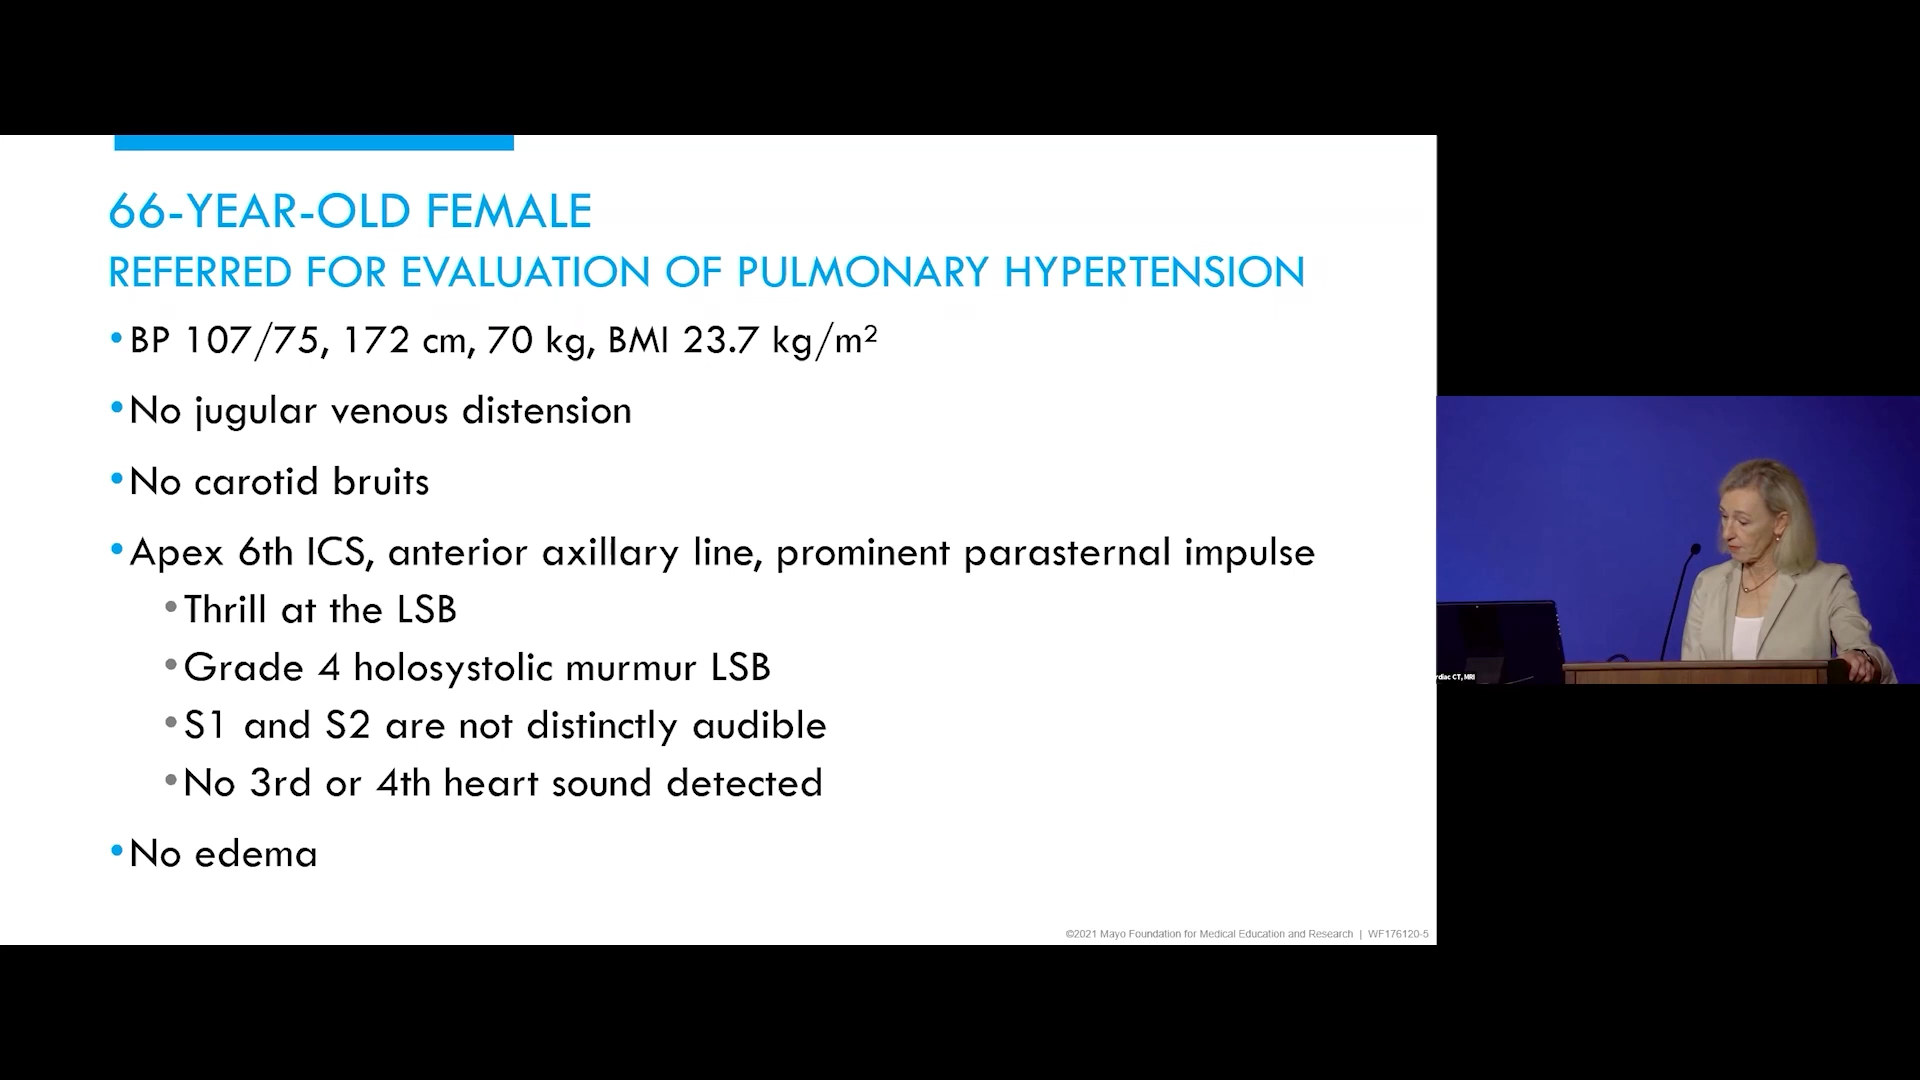 66-YEAR-OLD FEMALE
REFERRED FOR EVALUATION OF PULMONARY HYPERTENSION
•BP 107/75, 172 cm, 70 kg, BMI 23.7 kg/m²
•No jugular venous distension
•No carotid bruits
•Apex 6th ICS, anterior axillary line, prominent parasternal impulse
•Thrill at the LSB
•Grade 4 holosystolic murmur LSB
•S1 and S2 are not distinctly audible
•No 3rd or 4th heart sound detected
•No edema
©2021 Mayo Foundation for Medical Education and Research | WF176120-5
CT, MRI